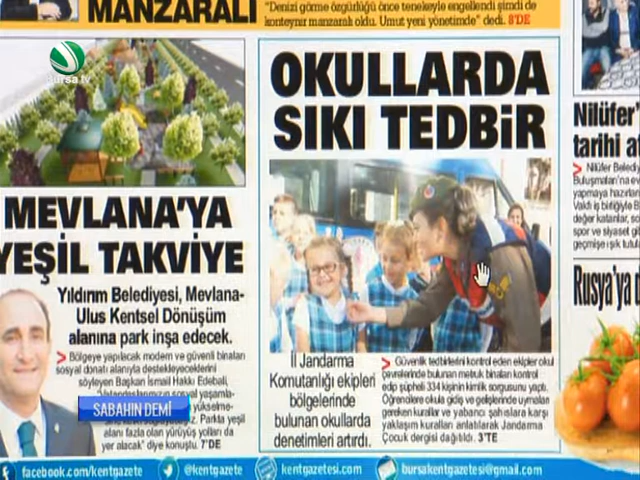 MANZARALI
"Denizi görme özgürlüğü önce tenekeyle engellendi şimdi de
konteynır manzaralı oldu. Umut yeni yönetimde" dedi. 8'DE
Bursa tv
OKULLARDA
SIKI TEDBİR
MEVLANA'YA
YEŞİL TAKVİYE
Yıldırım Belediyesi, Mevlana-
Ulus Kentsel Dönüşüm
alanına park inşa edecek.
Bölgeye yapılacak modern ve güvenli binaları
sosyal donatı alanıyla destekleyeceklerini
söyleyen Başkan İsmail Hakkı Edebali,
yükselme-
Parkta yeşil
alanı fazla olan yürüyüş yolları da
yer alacak" diye konuştu. 7'DE
SABAHIN DEMİ
İl Jandarma
Komutanlığı ekipleri
bölgelerinde
bulunan okullarda
denetimleri artırdı.
Güvenlik tedbirlerini kontrol eden ekipler okul
çevrelerinde bulunan metruk binaları kontrol
edip şüpheli 334 kişinin kimlik sorgusunu yaptı.
Öğrencilere okula gidiş ve gelişlerinde uymaları
gereken kurallar ve yabancı şahıslara karşı
yaklaşım kuralları anlatılarak Jandarma
Çocuk dergisi dağıtıldı. 3'TE
Nilüfer
tarihi a
Nilüfer Beled
Buluşmaları'na ev
yapmaya hazırlan
Vakfı iş birliğiyle B
değer katanlar,
spor ve siyaset
geçmişe ışık tutu
Rusya'ya d
facebook.com/kentgazete
@kentgazete
kentgazetesi.com
bursakentgazetesi@gmail.com